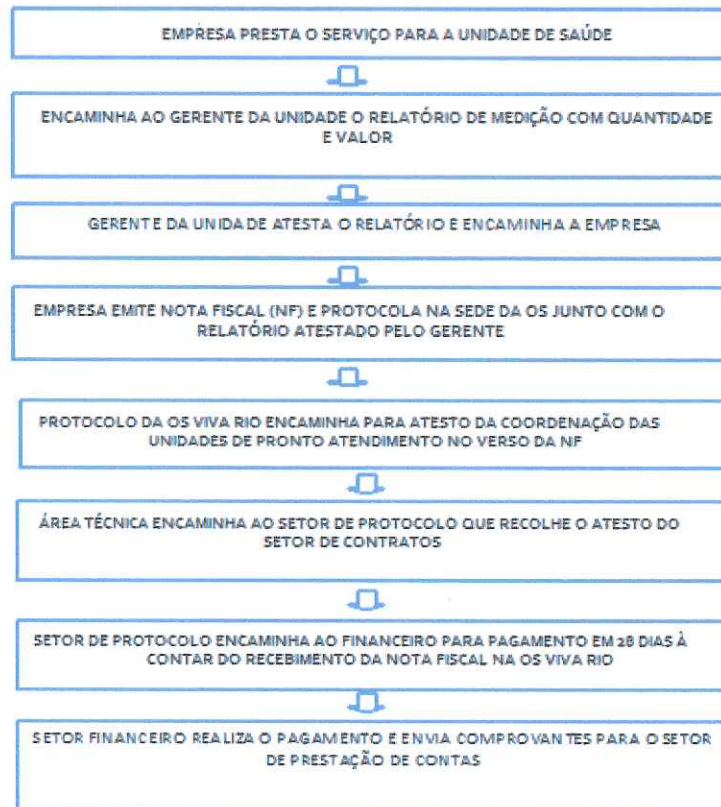 EMPRESA PRESTA O SERVIÇO PARA A UNIDADE DE SAÚDE
ENCAMINHA AO GERENTE DA UNIDADE O RELATÓRIO DE MEDIÇÃO COM QUANTIDADE
E VALOR
GERENTE DA UNIDADE ATESTA O RELATÓRIO E ENCAMINHA A EMPRESA
EMPRESA EMITE NOTA FISCAL (NF) E PROTOCOLA NA SEDE DA OS JUNTO COM O
RELATÓRIO ATESTADO PELO GERENTE
PROTOCOLO DA OS VIVA RIO ENCAMINHA PARA ATESTO DA COORDENAÇÃO DAS
UNIDADES DE PRONTO ATENDIMENTO NO VERSO DA NF
ÁREA TÉCNICA ENCAMINHA AO SETOR DE PROTOCOLO QUE RECOLHE O ATESTO DO
SETOR DE CONTRATOS
SETOR DE PROTOCOLO ENCAMINHA AO FINANCEIRO PARA PAGAMENTO EM 28 DIAS À
CONTAR DO RECEBIMENTO DA NOTA FISCAL NA OS VIVA RIO
SETOR FINANCEIRO REALIZA O PAGAMENTO E ENVIA COMPROVANTES PARA O SETOR
DE PRESTAÇÃO DE CONTAS